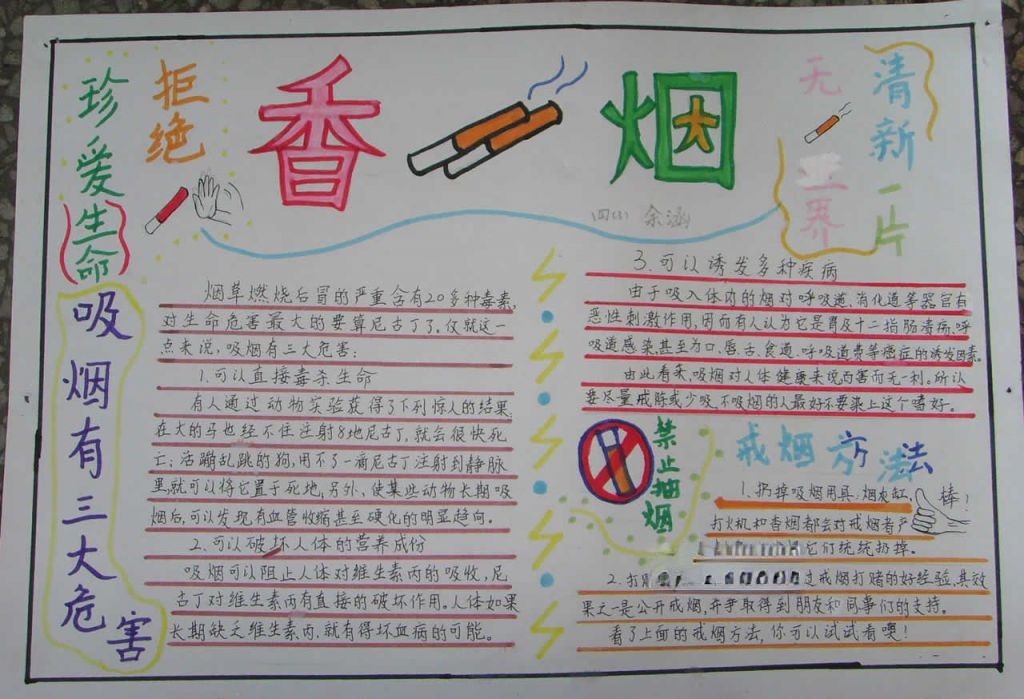 珍爱生命
拒绝
香烟
无
世界
清新一片
四(1) 余涵
吸烟有三大危害
烟草燃烧后冒的严重含有20多种毒素,
对生命危害最大的要算尼古丁了。仅就这一
点来说,吸烟有三大危害:
1.可以直接毒杀生命
有人通过动物实验获得了下列惊人的结果,
在大的马也经不住注射8地尼古丁,就会很快死
亡;活蹦乱跳的狗,用不了一滴尼古丁注射到静脉
里,就可以将它置于死地,另外,使某些动物长期吸
烟后,可以发现有血管收缩甚至硬化的明显趋向。
2.可以破坏人体的营养成份
吸烟可以阻止人体对维生素丙的吸收,尼
古丁对维生素丙有直接的破坏作用。人体如果
长期缺乏维生素丙,就有得坏血病的可能。
3.可以诱发多种疾病
由于吸入体内的烟对呼吸道、消化道等器官有
恶性刺激作用,因而有人认为它是胃及十二指肠溃疡、呼
吸道感染,甚至为口、唇、舌、食道、呼吸道费等癌症的诱发因素。
由此看来,吸烟对人体健康来说百害而无一利。所以
要尽量戒除或少吸,不吸烟的人最好不要染上这个嗜好。
禁止抽烟
戒烟方法
1.扔掉吸烟用具:烟灰缸、
棒!
打火机和香烟都会对戒烟者产
它们统统扔掉。
2.
过戒烟打赌的好经验,其效
果之一是公开戒烟,并争取得到朋友和同事们的支持。
看了上面的戒烟方法,你可以试试看噢!